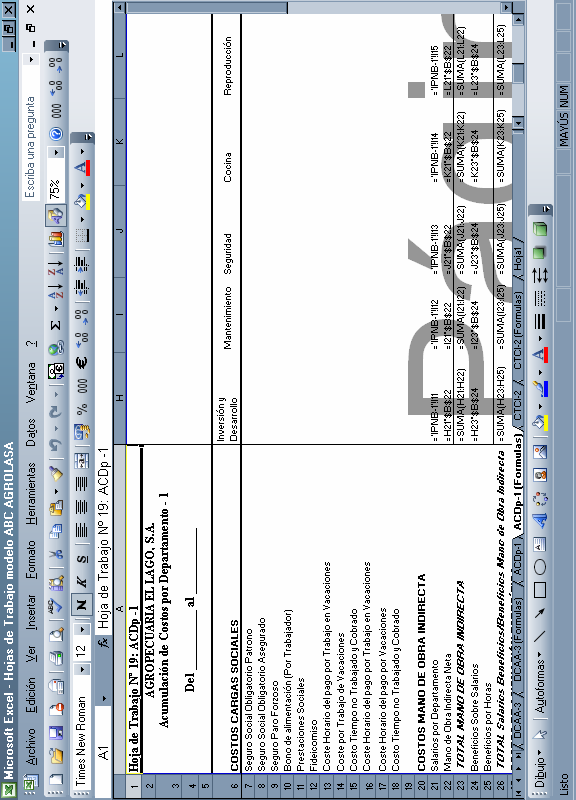 Microsoft Excel - Hojas de Trabajo modelo ABC AGROLASA
Archivo Edición Ver Insertar Formato Herramientas Datos Ventana ?
Escriba una pregunta
75%
Times New Roman 12 N K S % 000 €
A1 fx Hoja de Trabajo Nº 19: ACDp -1
A H I J K L
1 Hoja de Trabajo Nº 19: ACDp -1
2 AGROPECUARIA EL LAGO, S.A.
3 Acumulación de Costos por Departamento - 1
4 Del ________ al ________
5
Inversión y Desarrollo Mantenimiento Seguridad Cocina Reproducción
6 COSTOS CARGAS SOCIALES
7 Seguro Social Obligatorio Patrono
8 Seguro Social Obligatorio Asegurado
9 Seguro Paro Forzoso
10 Bono de alimentación (Por Trabajador)
11 Prestaciones Sociales
12 Fideicomiso
13 Coste Horario del pago por Trabajo en Vacaciones
14 Coste por Trabajo de Vacaciones
15 Costo Tiempo no Trabajado y Cobrado
16 Coste Horario del pago por Trabajo en Vacaciones
17 Coste Horario del pago por Vacaciones
18 Costo Tiempo no Trabajado y Cobrado
19
20 COSTOS MANO DE OBRA INDIRECTA
21 Salarios por Departamento ='IPNB-1'!I11 ='IPNB-1'!I12 ='IPNB-1'!I13 ='IPNB-1'!I14 ='IPNB-1'!I15
22 Mano de Obra Indirecta Neta =H21*$B$22 =I21*$B$22 =J21*$B$22 =K21*$B$22 =L21*$B$22
23 TOTAL MANO DE OBRA INDIRECTA =SUMA(H21:H22) =SUMA(I21:I22) =SUMA(J21:J22) =SUMA(K21:K22) =SUMA(L21:L22)
24 Beneficios Sobre Salarios =H23*$B$24 =I23*$B$24 =J23*$B$24 =K23*$B$24 =L23*$B$24
25 Beneficios por Horas
26 Total Salarios Beneficios/Beneficios Mano de Obra Indirecta =SUMA(H23:H25) =SUMA(I23:I25) =SUMA(J23:J25) =SUMA(K23:K25) =SUMA(L23:L25)
DCAA-3 DCAA-3 (Formulas) ACDp-1 ACDp-1 (Formulas) CTCI-2 CTCI-2 (Formulas) Hoja1
Dibujo Autoformas
Listo MAYÚS NUM